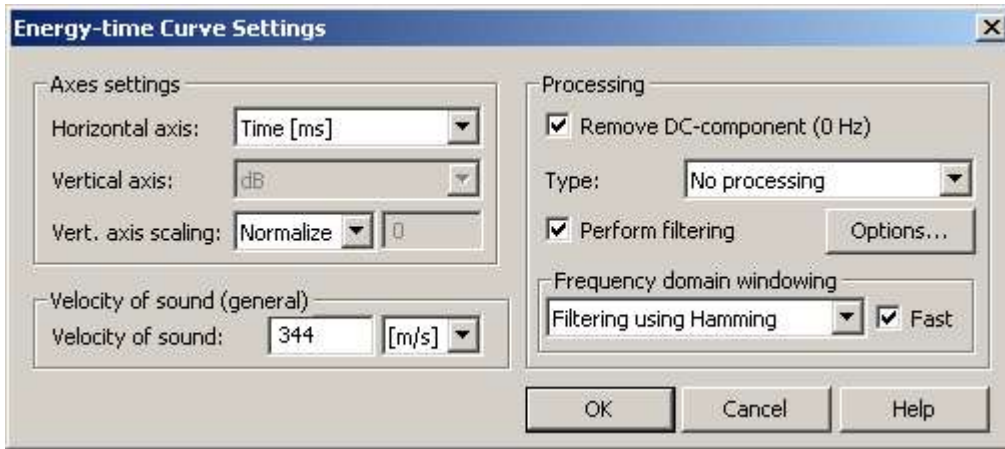 Energy-time Curve Settings
Axes settings
Horizontal axis: Time [ms]
Vertical axis: dB
Vert. axis scaling: Normalize 0
Velocity of sound (general)
Velocity of sound: 344 [m/s]
Processing
Remove DC-component (0 Hz)
Type: No processing
Perform filtering Options...
Frequency domain windowing
Filtering using Hamming Fast
OK Cancel Help